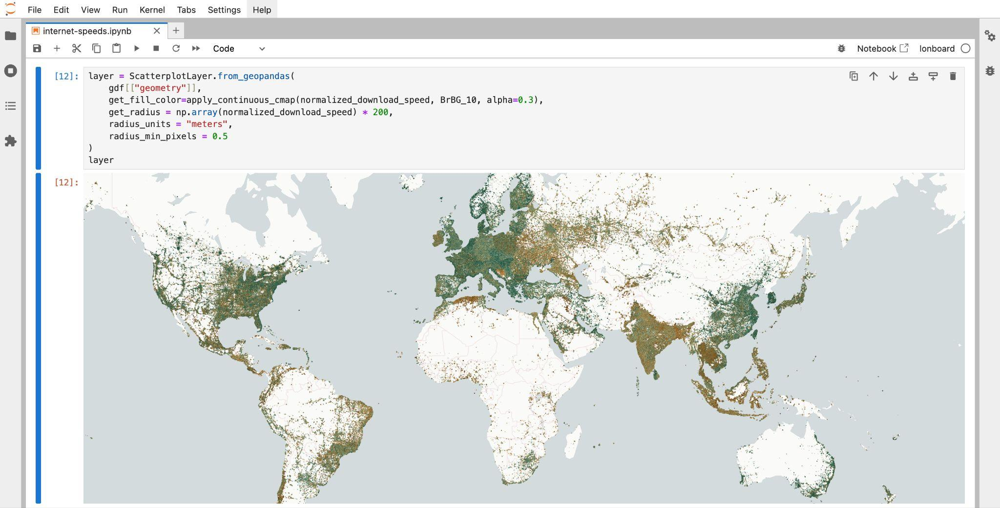 File Edit View Run Kernel Tabs Settings Help
internet-speeds.ipynb
Code
Notebook lonboard
[12]: layer = ScatterplotLayer.from_geopandas(
    gdf[["geometry"]],
    get_fill_color=apply_continuous_cmap(normalized_download_speed, BrBG_10, alpha=0.3),
    get_radius = np.array(normalized_download_speed) * 200,
    radius_units = "meters",
    radius_min_pixels = 0.5
)
layer
[12]: